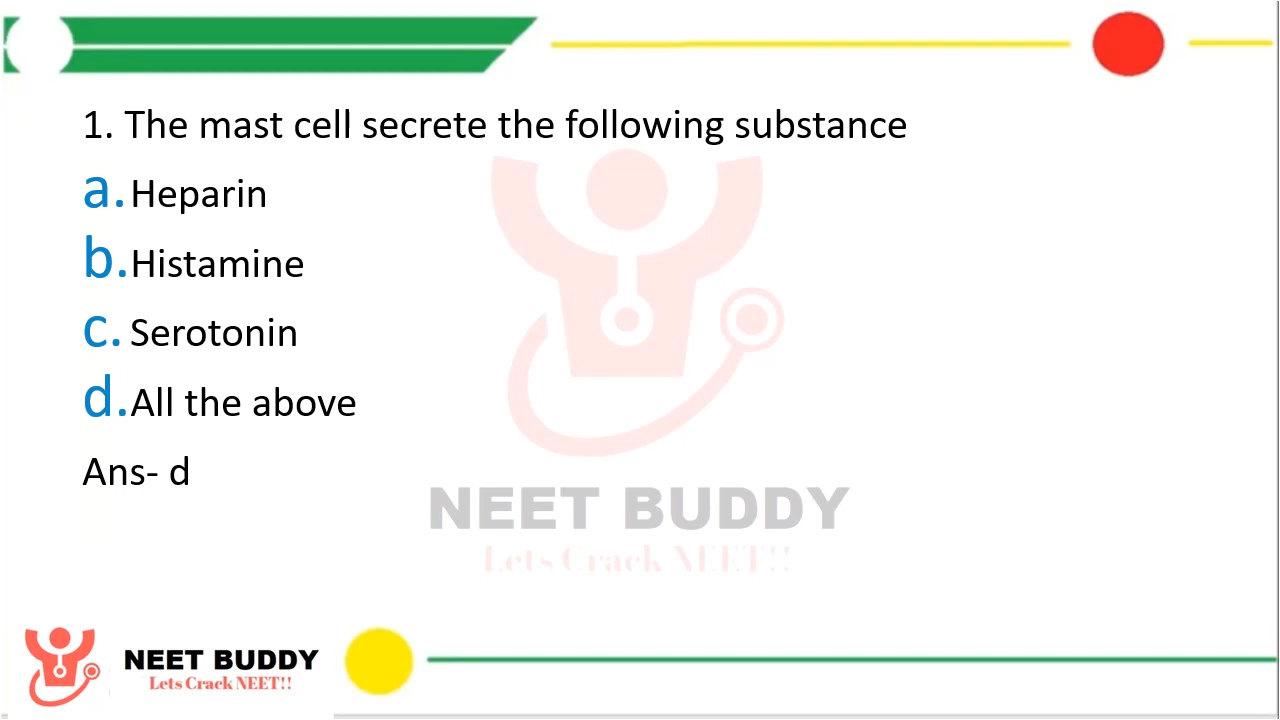 1. The mast cell secrete the following substance
a. Heparin
b. Histamine
c. Serotonin
d. All the above
Ans- d
NEET BUDDY
Lets Crack NEET!!
NEET BUDDY
Lets Crack NEET!!